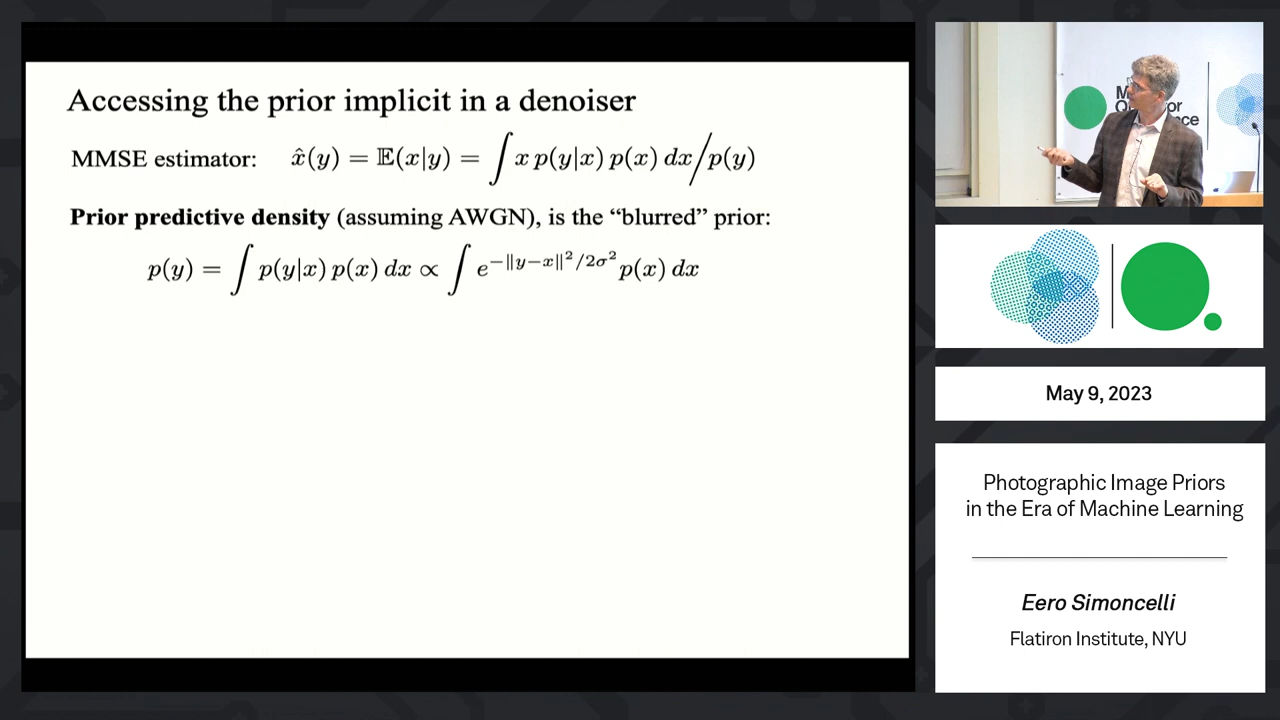 Accessing the prior implicit in a denoiser
MMSE estimator: x̂(y) = 𝔼(x|y) = ∫ x p(y|x) p(x) dx / p(y)
Prior predictive density (assuming AWGN), is the “blurred” prior:
p(y) = ∫ p(y|x) p(x) dx ∝ ∫ e^{−||y−x||²/2σ²} p(x) dx
May 9, 2023
Photographic Image Priors
in the Era of Machine Learning
Eero Simoncelli
Flatiron Institute, NYU